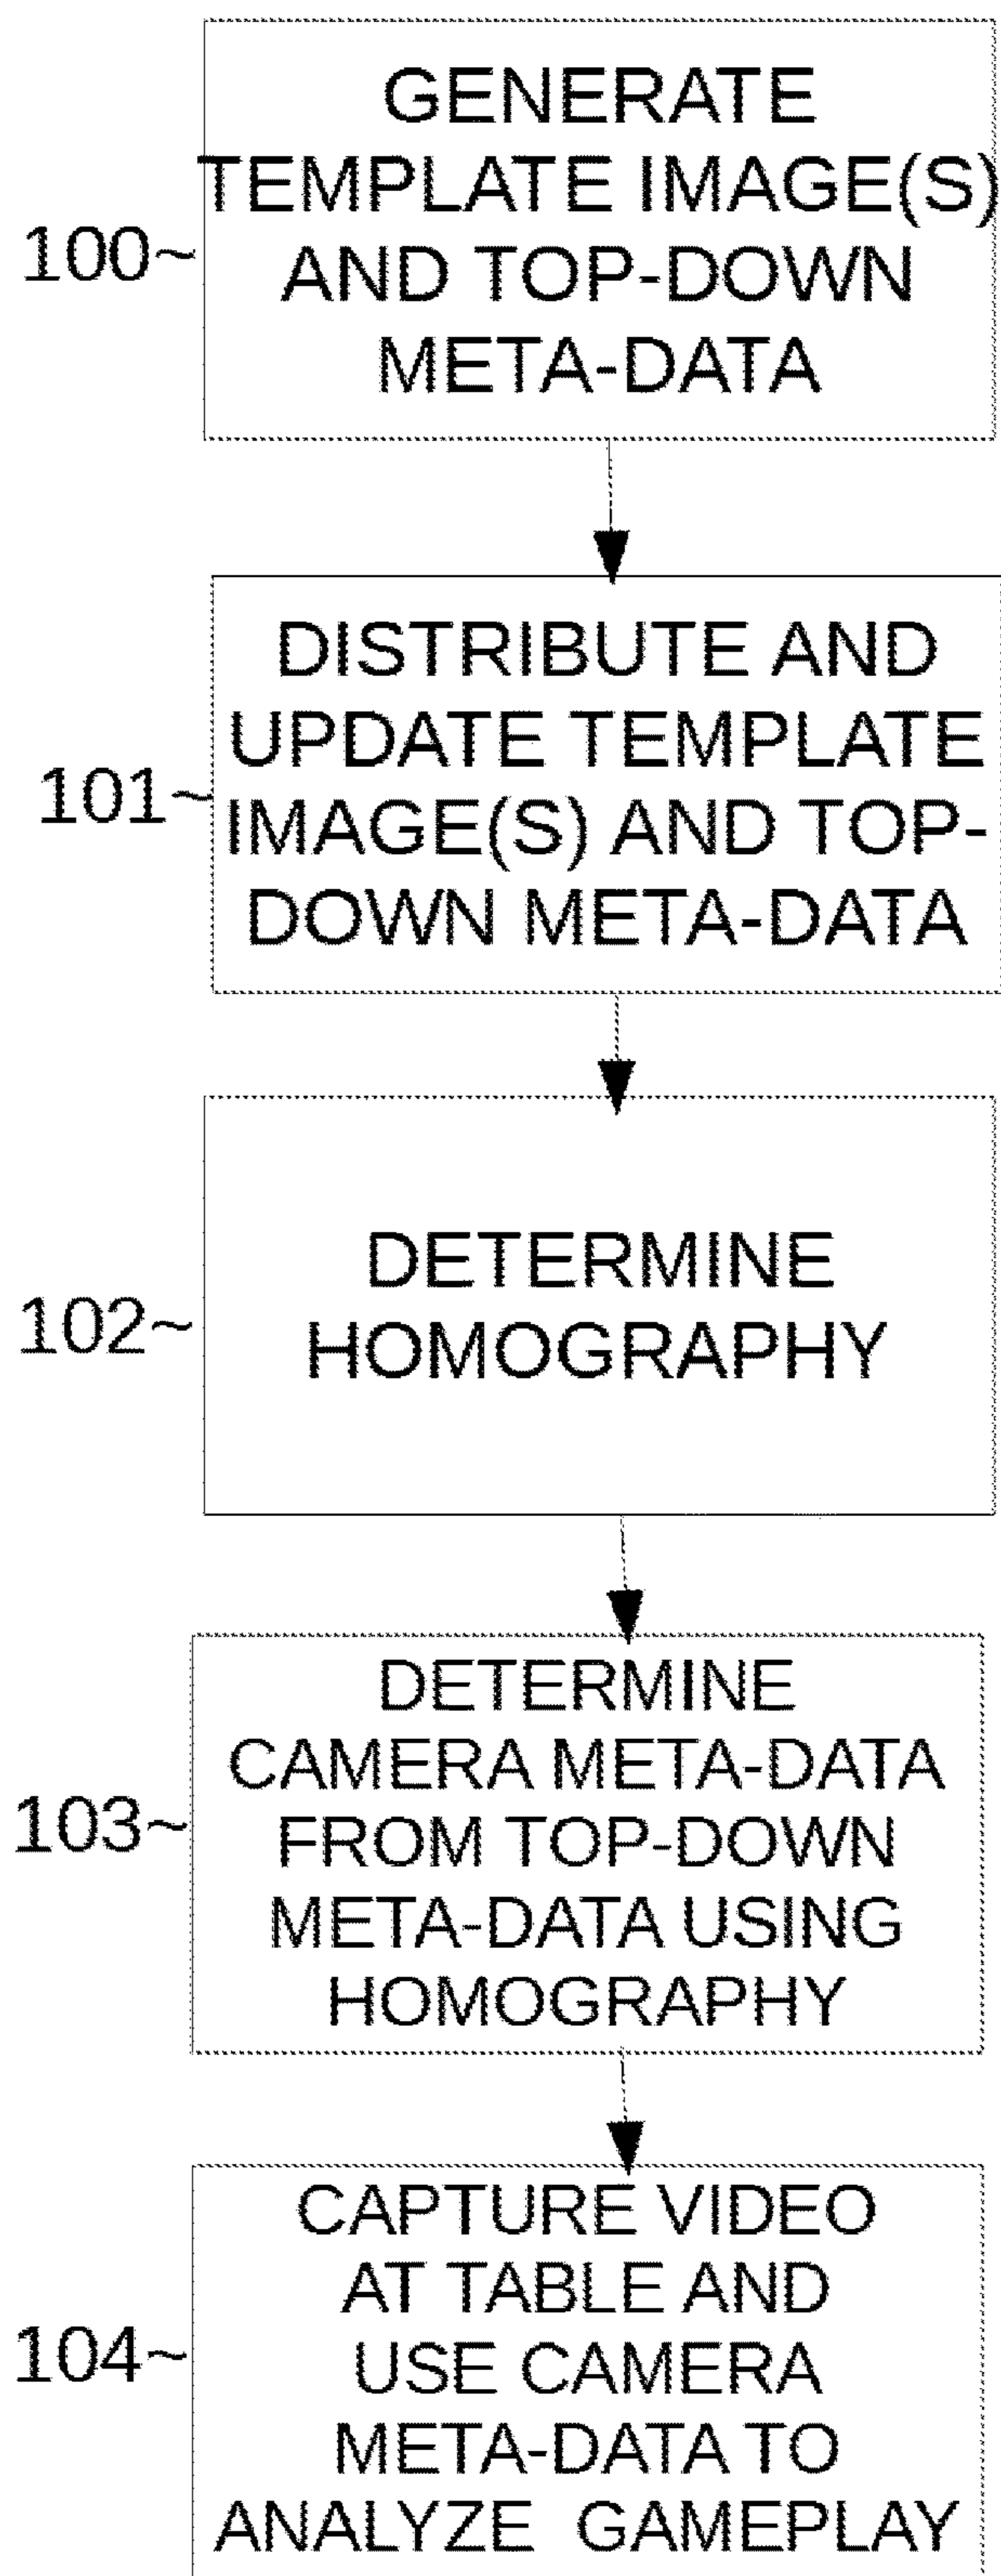 GENERATE
TEMPLATE IMAGE(S)
100~
AND TOP-DOWN
META-DATA
DISTRIBUTE AND
UPDATE TEMPLATE
101~
IMAGE(S) AND TOP-
DOWN META-DATA
DETERMINE
102~
HOMOGRAPHY
DETERMINE
CAMERA META-DATA
103~
FROM TOP-DOWN
META-DATA USING
HOMOGRAPHY
CAPTURE VIDEO
AT TABLE AND
104~
USE CAMERA
META-DATA TO
ANALYZE GAMEPLAY